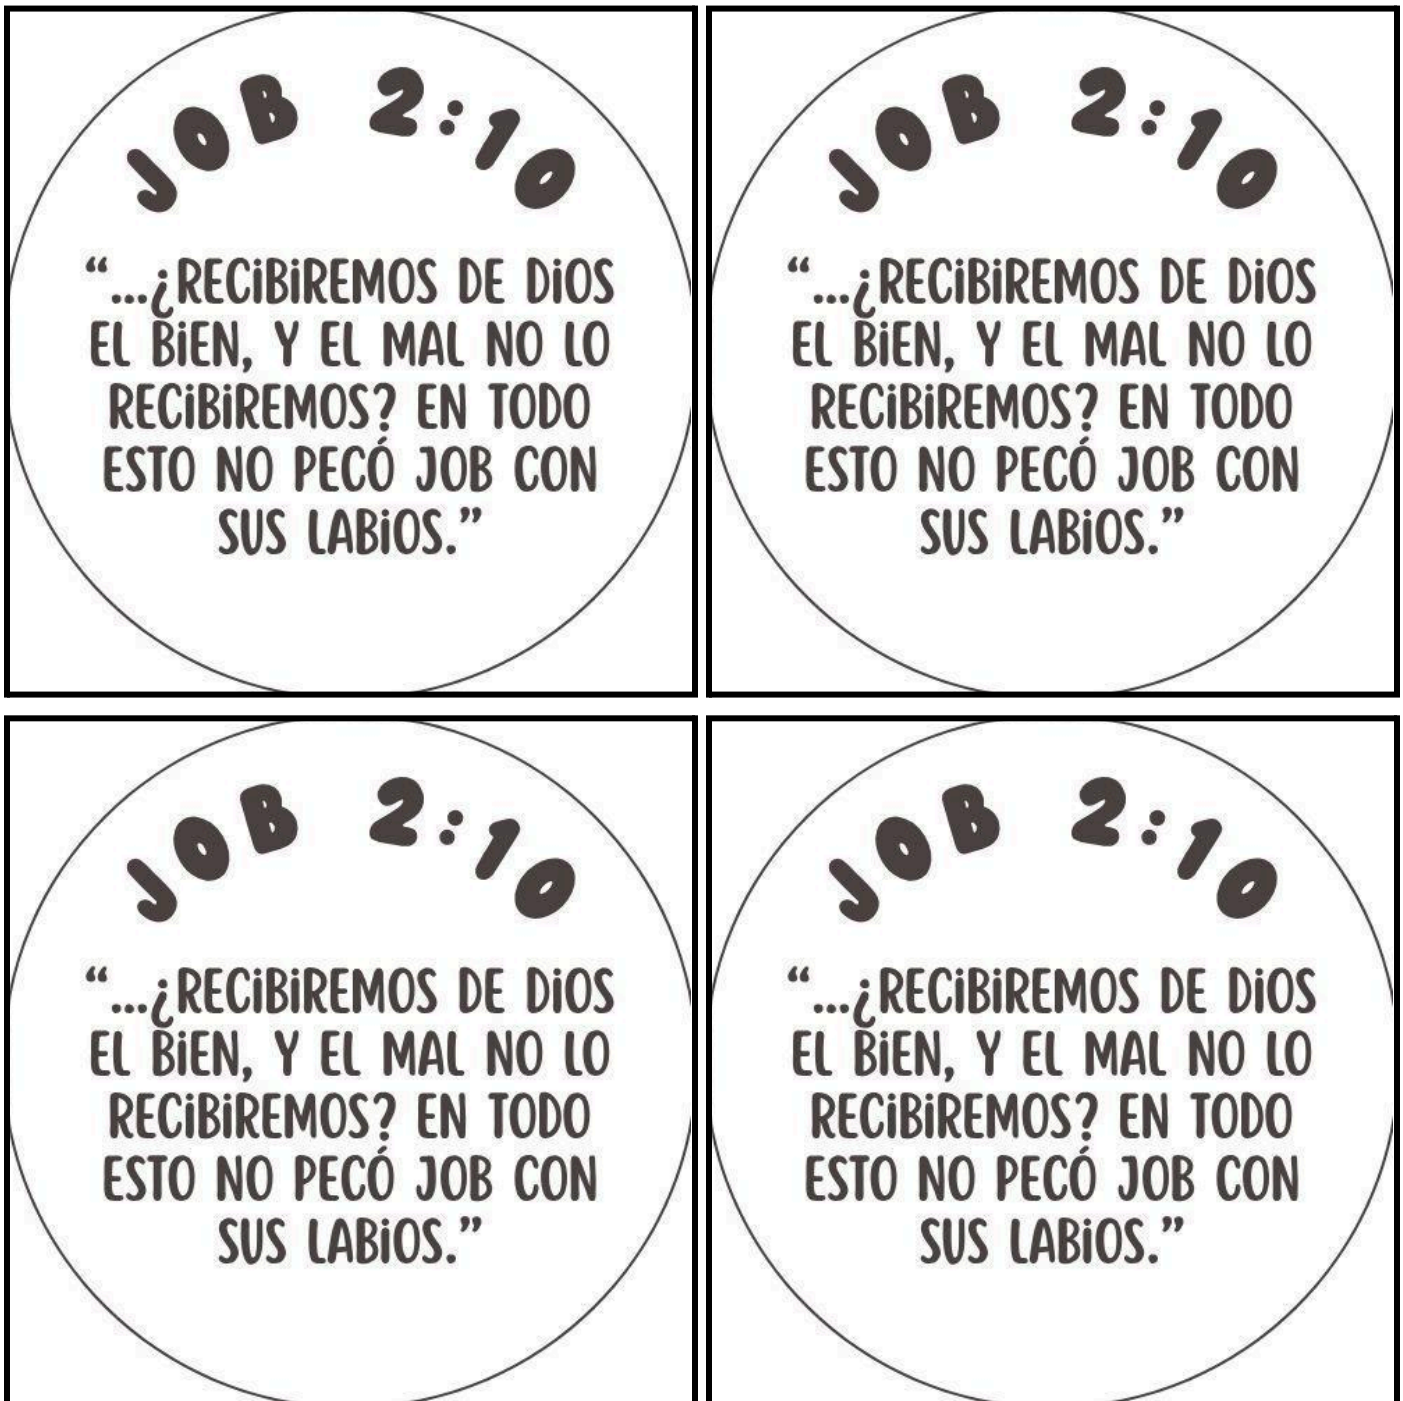 JOB 2:10
“...¿RECIBIREMOS DE DIOS
EL BIEN, Y EL MAL NO LO
RECIBIREMOS? EN TODO
ESTO NO PECÓ JOB CON
SUS LABIOS.”
JOB 2:10
“...¿RECIBIREMOS DE DIOS
EL BIEN, Y EL MAL NO LO
RECIBIREMOS? EN TODO
ESTO NO PECÓ JOB CON
SUS LABIOS.”
JOB 2:10
“...¿RECIBIREMOS DE DIOS
EL BIEN, Y EL MAL NO LO
RECIBIREMOS? EN TODO
ESTO NO PECÓ JOB CON
SUS LABIOS.”
JOB 2:10
“...¿RECIBIREMOS DE DIOS
EL BIEN, Y EL MAL NO LO
RECIBIREMOS? EN TODO
ESTO NO PECÓ JOB CON
SUS LABIOS.”